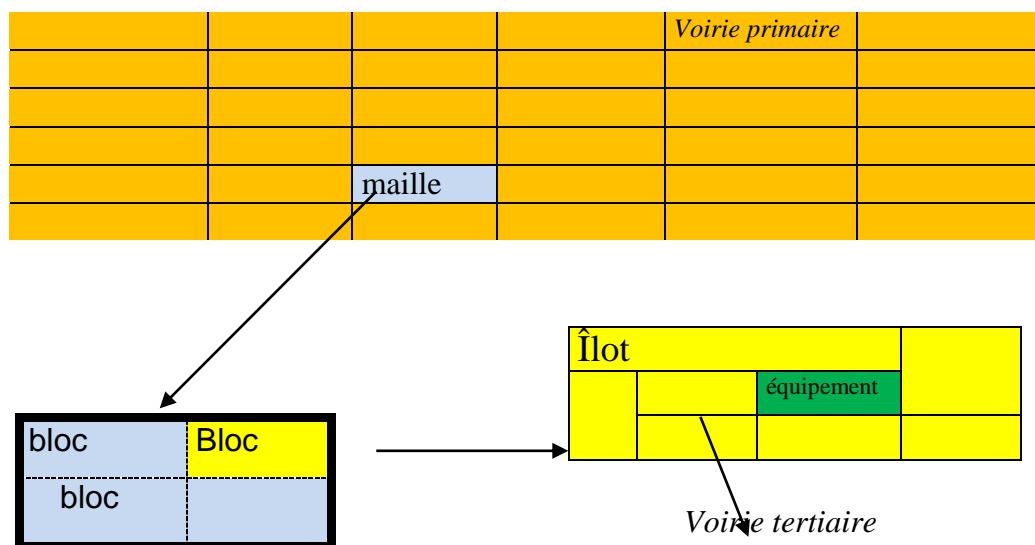 Voirie primaire
maille
Îlot
équipement
bloc
Bloc
bloc
Voirie tertiaire